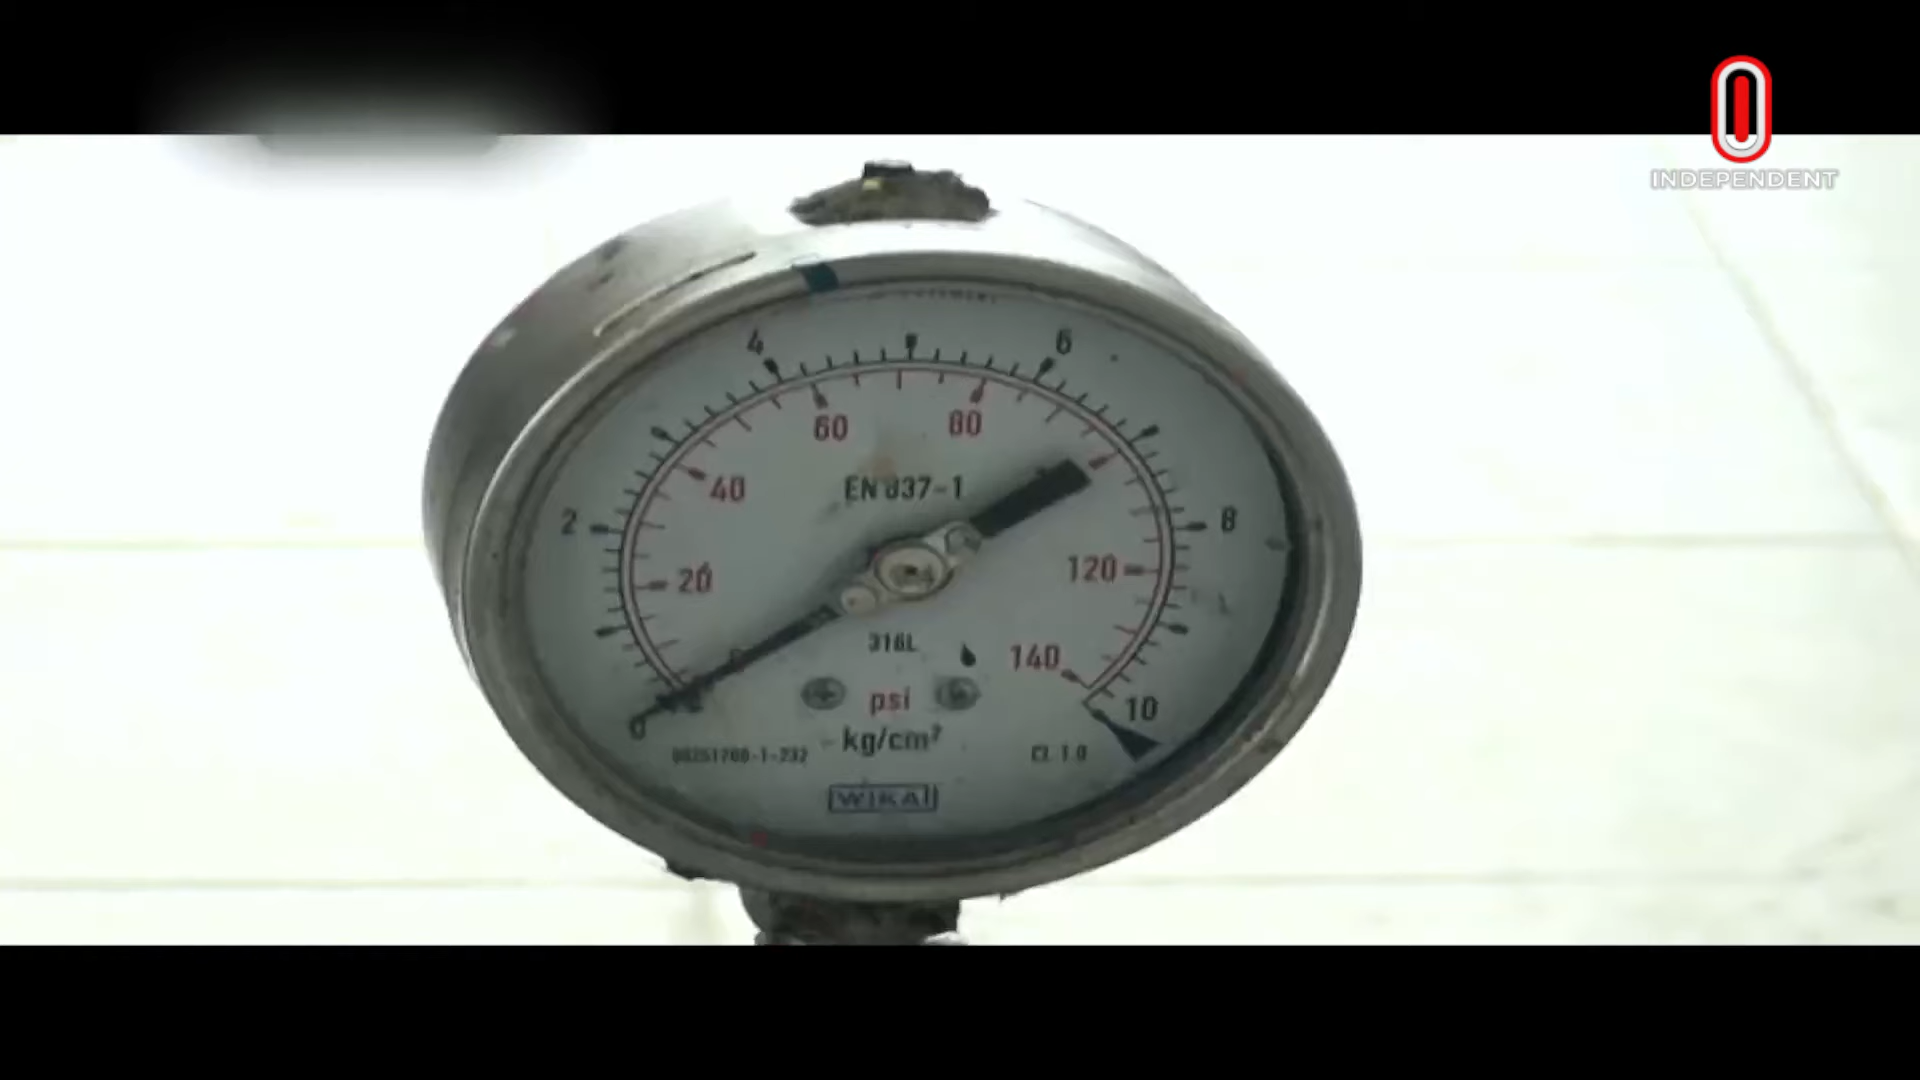 INDEPENDENT
4 6
60 80
40
EN 837-1
2 8
20 120
316L
140
psi
0 10
kg/cm²
CL 1.0
WIKAI